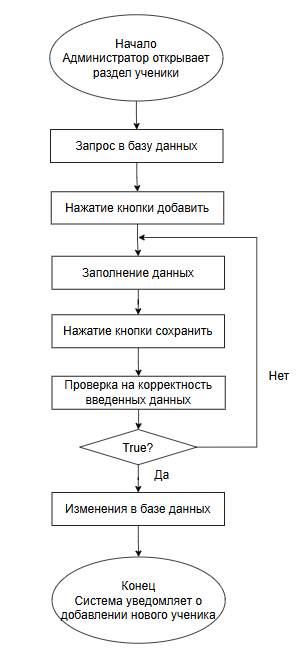 Начало
Администратор открывает
раздел ученики
Запрос в базу данных
Нажатие кнопки добавить
Заполнение данных
Нажатие кнопки сохранить
Проверка на корректность
введенных данных
True?
Нет
Да
Изменения в базе данных
Конец
Система уведомляет о
добавлении нового ученика